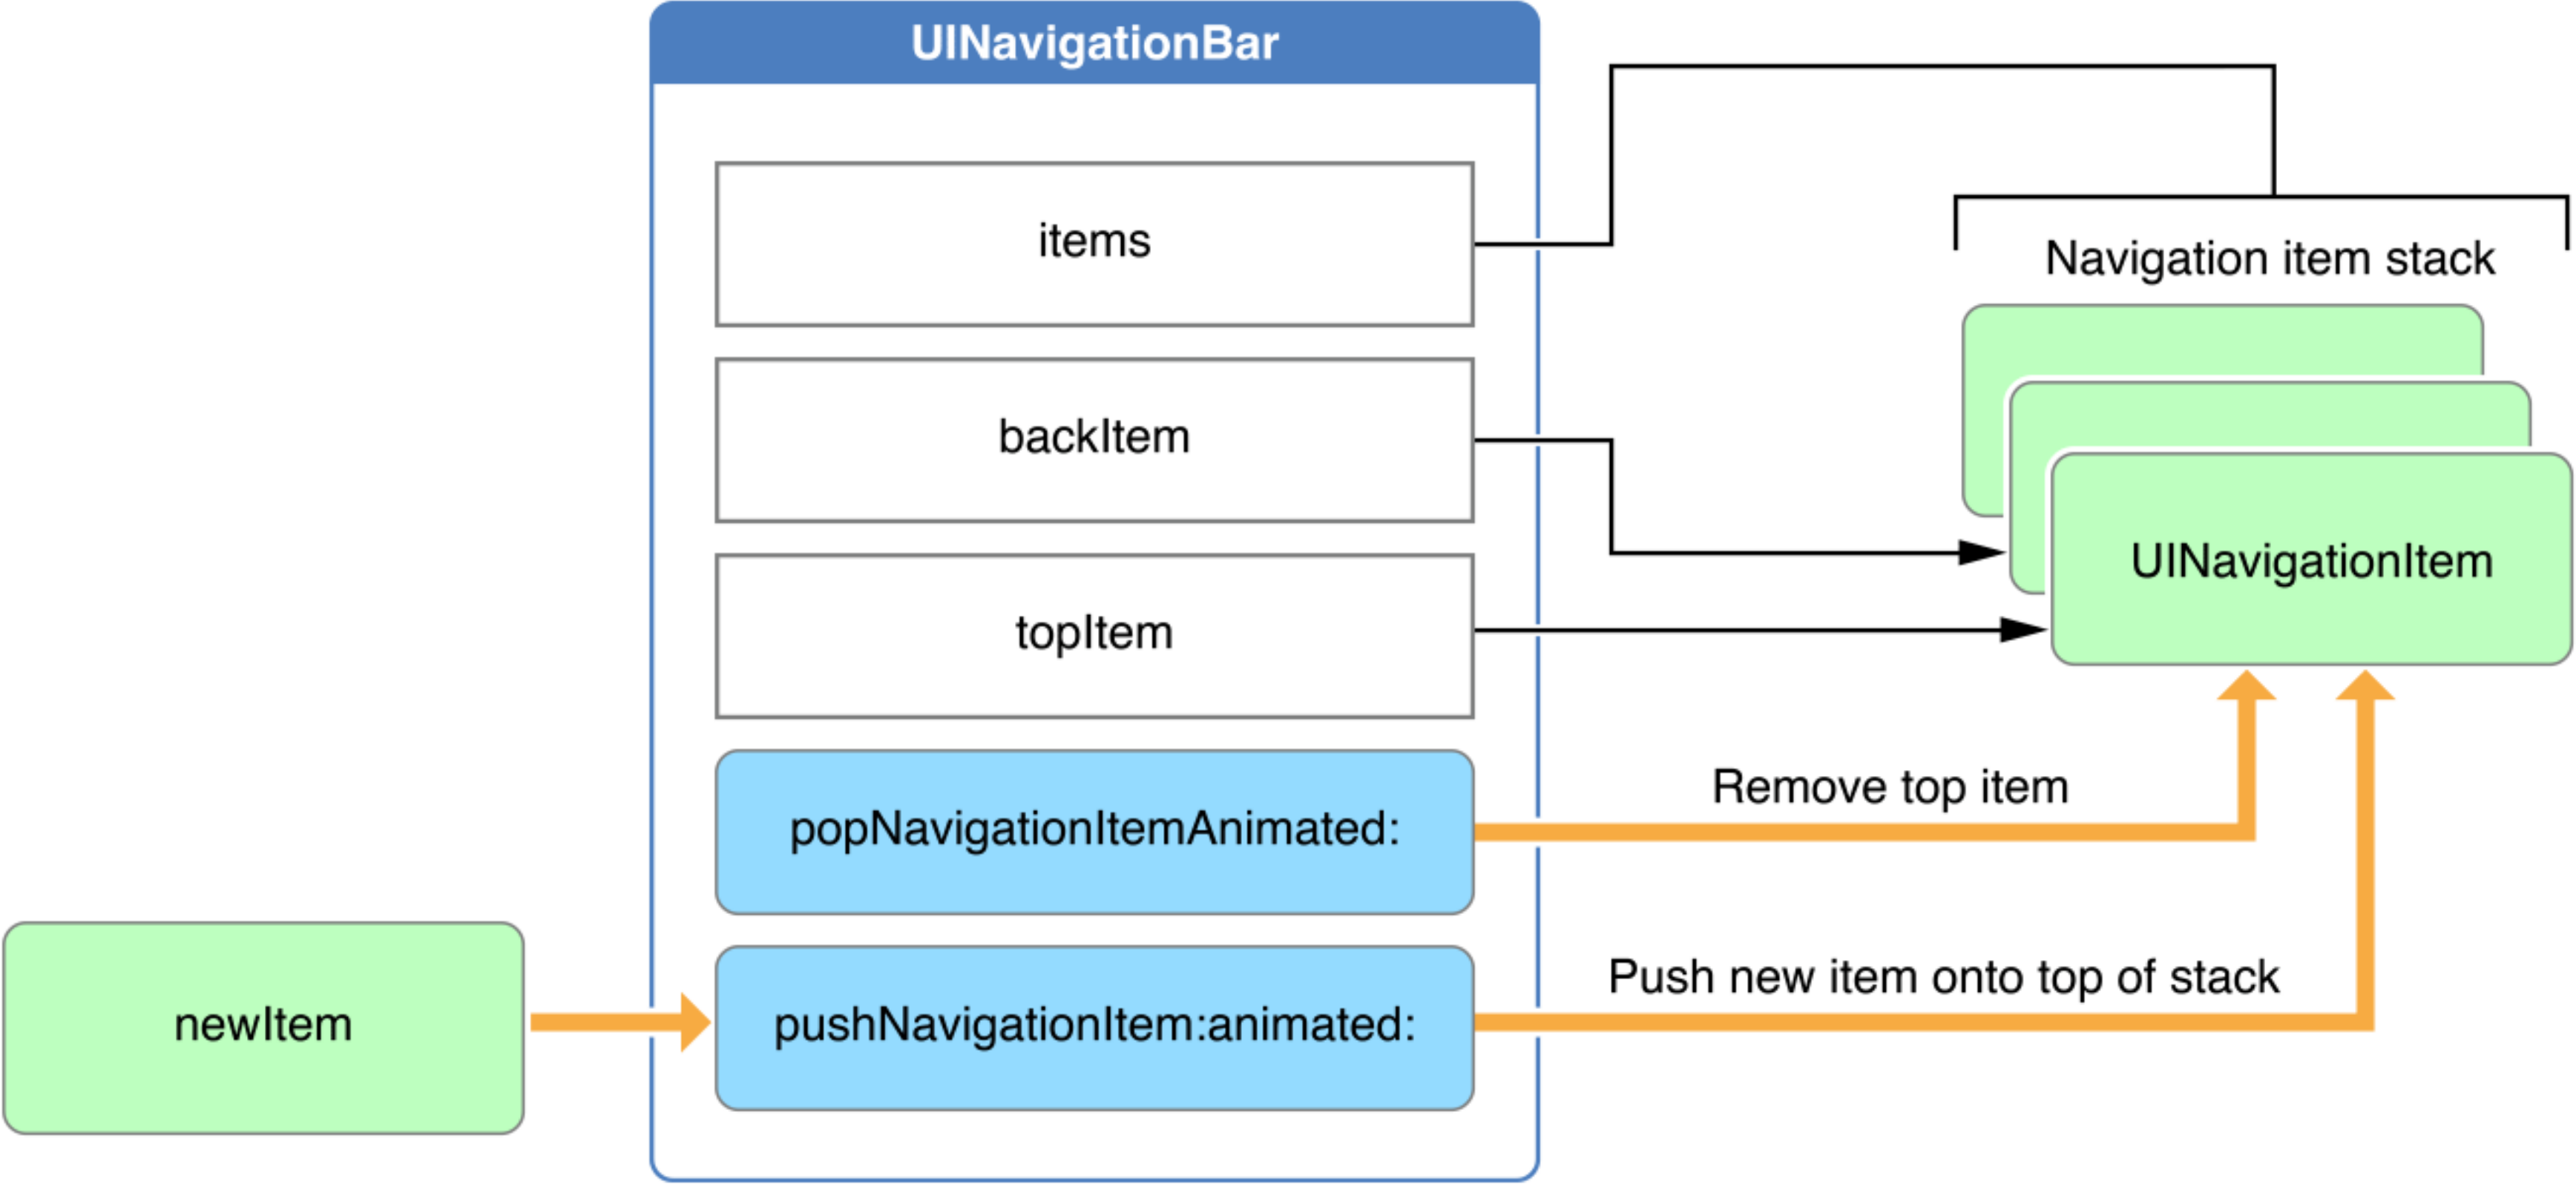 UINavigationBar
items
Navigation item stack
backItem
UINavigationItem
topItem
popNavigationItemAnimated:
Remove top item
newItem
pushNavigationItem:animated:
Push new item onto top of stack